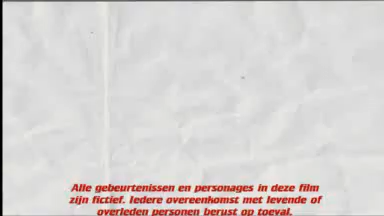 Alle gebeurtenissen en personages in deze film
zijn fictief. Iedere overeenkomst met levende of
overleden personen berust op toeval.